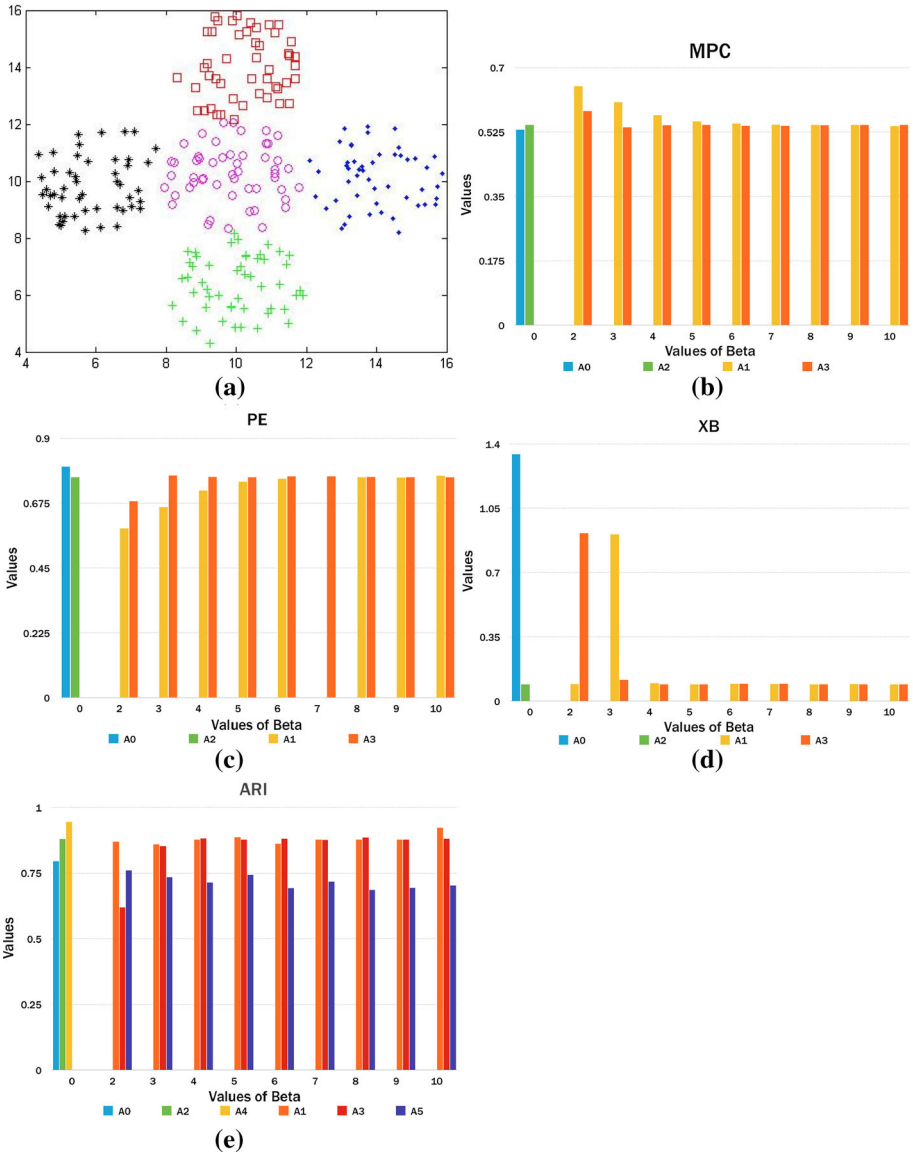 16
14
12
10
8
6
4
4 6 8 10 12 14 16
(a)
MPC
0.7
0.525
0.35
0.175
0
Values
0 2 3 4 5 6 7 8 9 10
Values of Beta
A0 A2 A1 A3
(b)
PE
0.9
0.675
0.45
0.225
0
Values
0 2 3 4 5 6 7 8 9 10
Values of Beta
A0 A2 A1 A3
(c)
XB
1.4
1.05
0.7
0.35
0
Values
0 2 3 4 5 6 7 8 9 10
Values of Beta
A0 A2 A1 A3
(d)
ARI
1
0.75
0.5
0.25
0
Values
0 2 3 4 5 6 7 8 9 10
Values of Beta
A0 A2 A4 A1 A3 A5
(e)